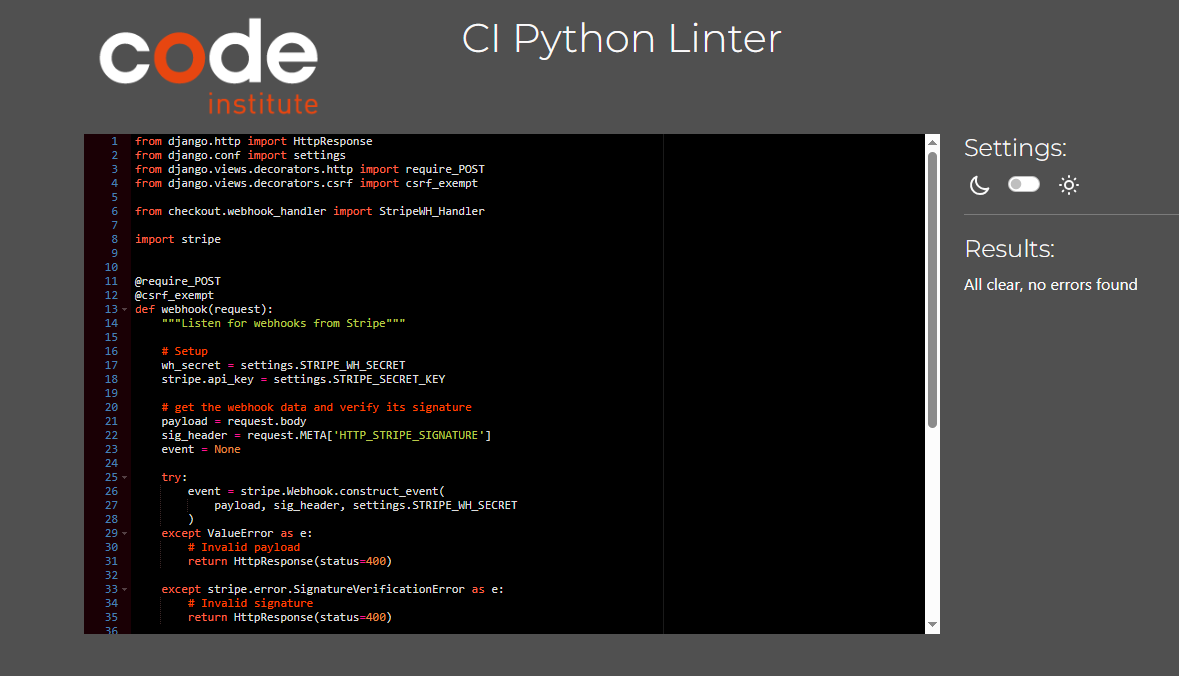 code
institute
CI Python Linter
1 from django.http import HttpResponse
2 from django.conf import settings
3 from django.views.decorators.http import require_POST
4 from django.views.decorators.csrf import csrf_exempt
5
6 from checkout.webhook_handler import StripeWH_Handler
7
8 import stripe
9
10
11 @require_POST
12 @csrf_exempt
13 def webhook(request):
14     """Listen for webhooks from Stripe"""
15
16     # Setup
17     wh_secret = settings.STRIPE_WH_SECRET
18     stripe.api_key = settings.STRIPE_SECRET_KEY
19
20     # get the webhook data and verify its signature
21     payload = request.body
22     sig_header = request.META['HTTP_STRIPE_SIGNATURE']
23     event = None
24
25     try:
26         event = stripe.Webhook.construct_event(
27             payload, sig_header, settings.STRIPE_WH_SECRET
28         )
29     except ValueError as e:
30         # Invalid payload
31         return HttpResponse(status=400)
32
33     except stripe.error.SignatureVerificationError as e:
34         # Invalid signature
35         return HttpResponse(status=400)
36
Settings:
Results:
All clear, no errors found